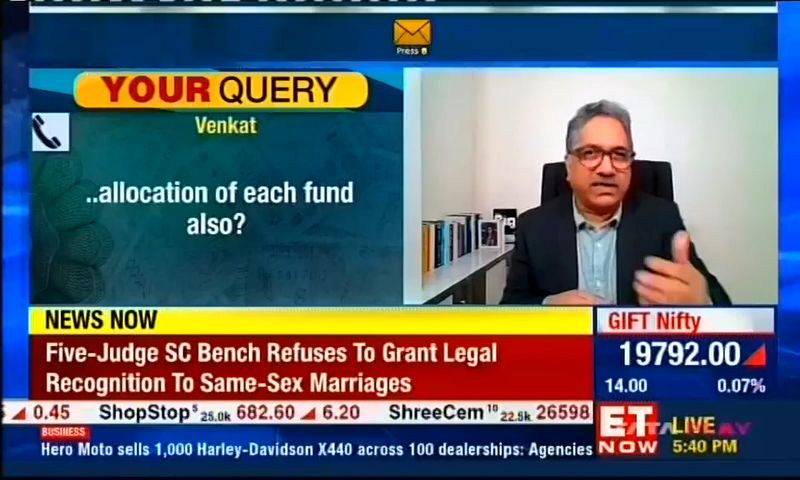 Press
YOUR QUERY
Venkat
..allocation of each fund
also?
NEWS NOW
Five-Judge SC Bench Refuses To Grant Legal
Recognition To Same-Sex Marriages
GIFT Nifty
19792.00
14.00 0.07%
0.45 ShopStop⁵ 25.0k 682.60 6.20 ShreeCem¹⁰ 22.5k 26598
BUSINESS
Hero Moto sells 1,000 Harley-Davidson X440 across 100 dealerships: Agencies
ET
NOW
LIVE
5:40 PM